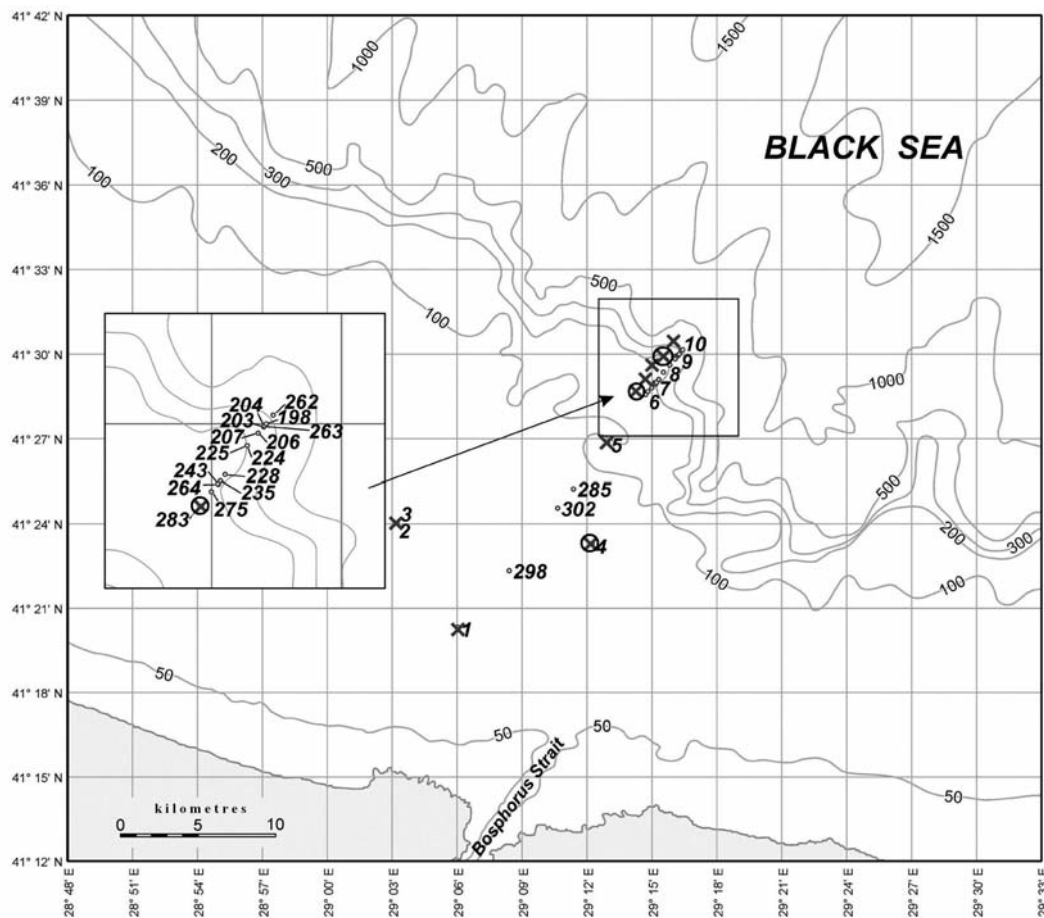 41° 42' N
41° 39' N
41° 36' N
41° 33' N
41° 30' N
41° 27' N
41° 24' N
41° 21' N
41° 18' N
41° 15' N
41° 12' N
1000
1500
BLACK SEA
200
300
500
100
1500
500
100
1000
10
9
8
7
6
5
204
262
203
198
207
263
225
206
243
224
264
228
235
283
275
285
302
3
2
4
298
1
500
200
300
100
100
50
50
50
50
Bosphorus Strait
kilometres
0 5 10
28° 48' E
28° 51' E
28° 54' E
28° 57' E
29° 00' E
29° 03' E
29° 06' E
29° 09' E
29° 12' E
29° 15' E
29° 18' E
29° 21' E
29° 24' E
29° 27' E
29° 30' E
29° 33' E